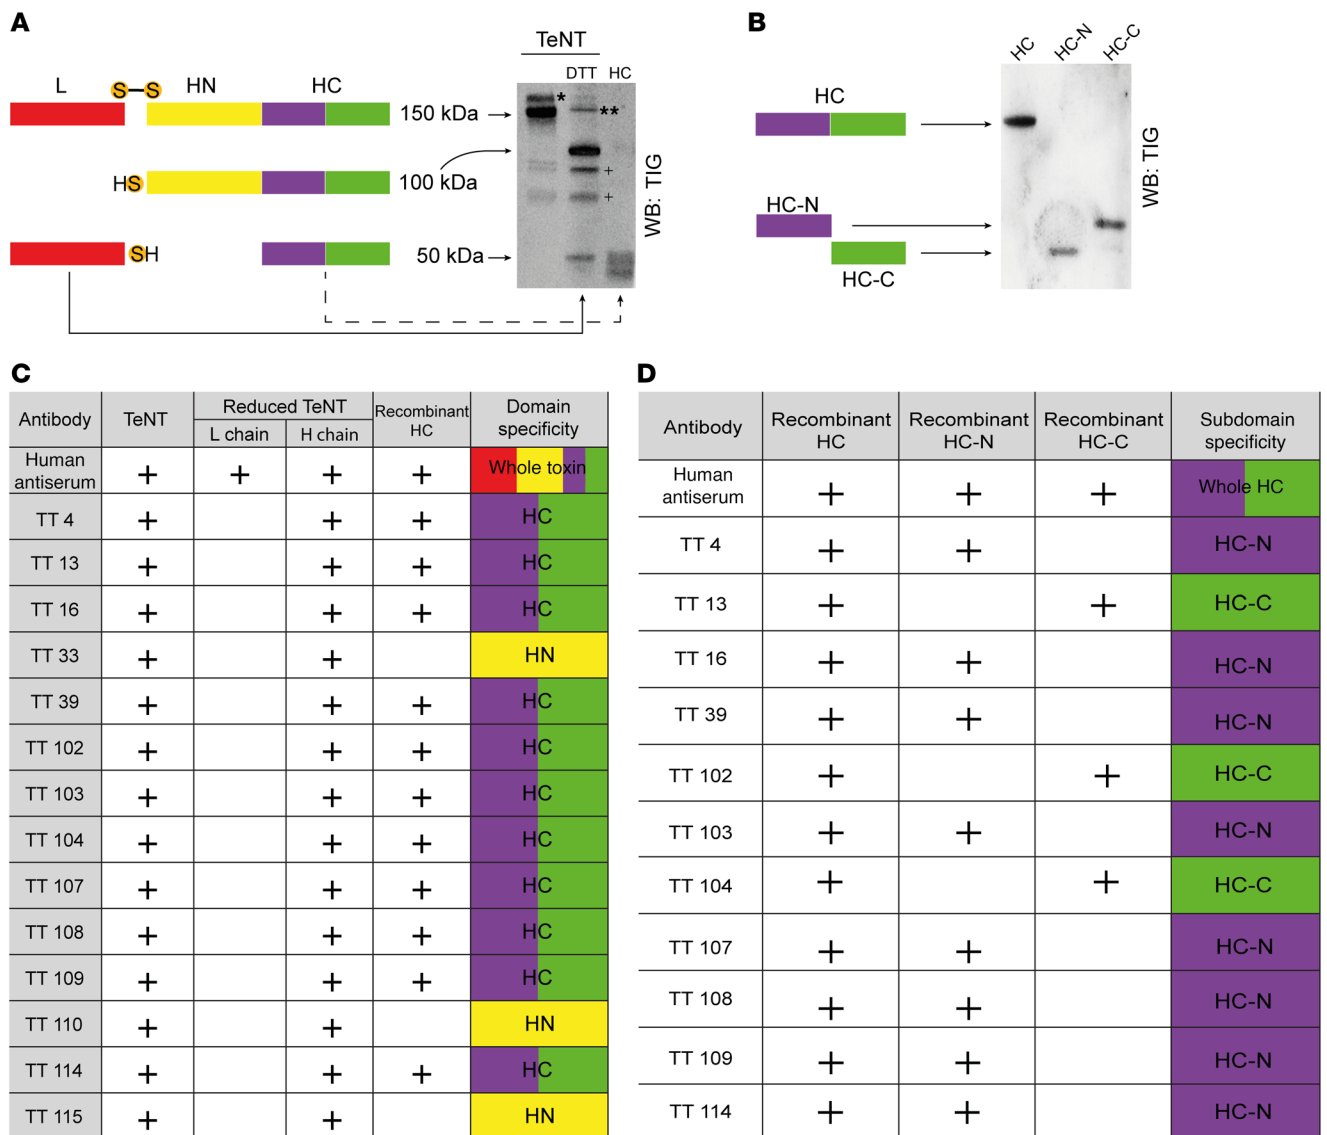 A
TeNT
DTT
HC
L
S
S
HN
HC
150 kDa
*
**
HS
100 kDa
+
+
SH
50 kDa
WB: TIG
B
HC
HC-N
HC-C
HC
HC-N
HC-C
WB: TIG
C
Antibody
TeNT
Reduced TeNT
L chain
H chain
Recombinant
HC
Domain
specificity
Human
antiserum
+ + + +
Whole toxin
TT 4 + + + HC
TT 13 + + + HC
TT 16 + + + HC
TT 33 + + HN
TT 39 + + + HC
TT 102 + + + HC
TT 103 + + + HC
TT 104 + + + HC
TT 107 + + + HC
TT 108 + + + HC
TT 109 + + + HC
TT 110 + + HN
TT 114 + + + HC
TT 115 + + HN
D
Antibody
Recombinant
HC
Recombinant
HC-N
Recombinant
HC-C
Subdomain
specificity
Human
antiserum
+ + +
Whole HC
TT 4 + + HC-N
TT 13 + + HC-C
TT 16 + + HC-N
TT 39 + + HC-N
TT 102 + + HC-C
TT 103 + + HC-N
TT 104 + + HC-C
TT 107 + + HC-N
TT 108 + + HC-N
TT 109 + + HC-N
TT 114 + + HC-N